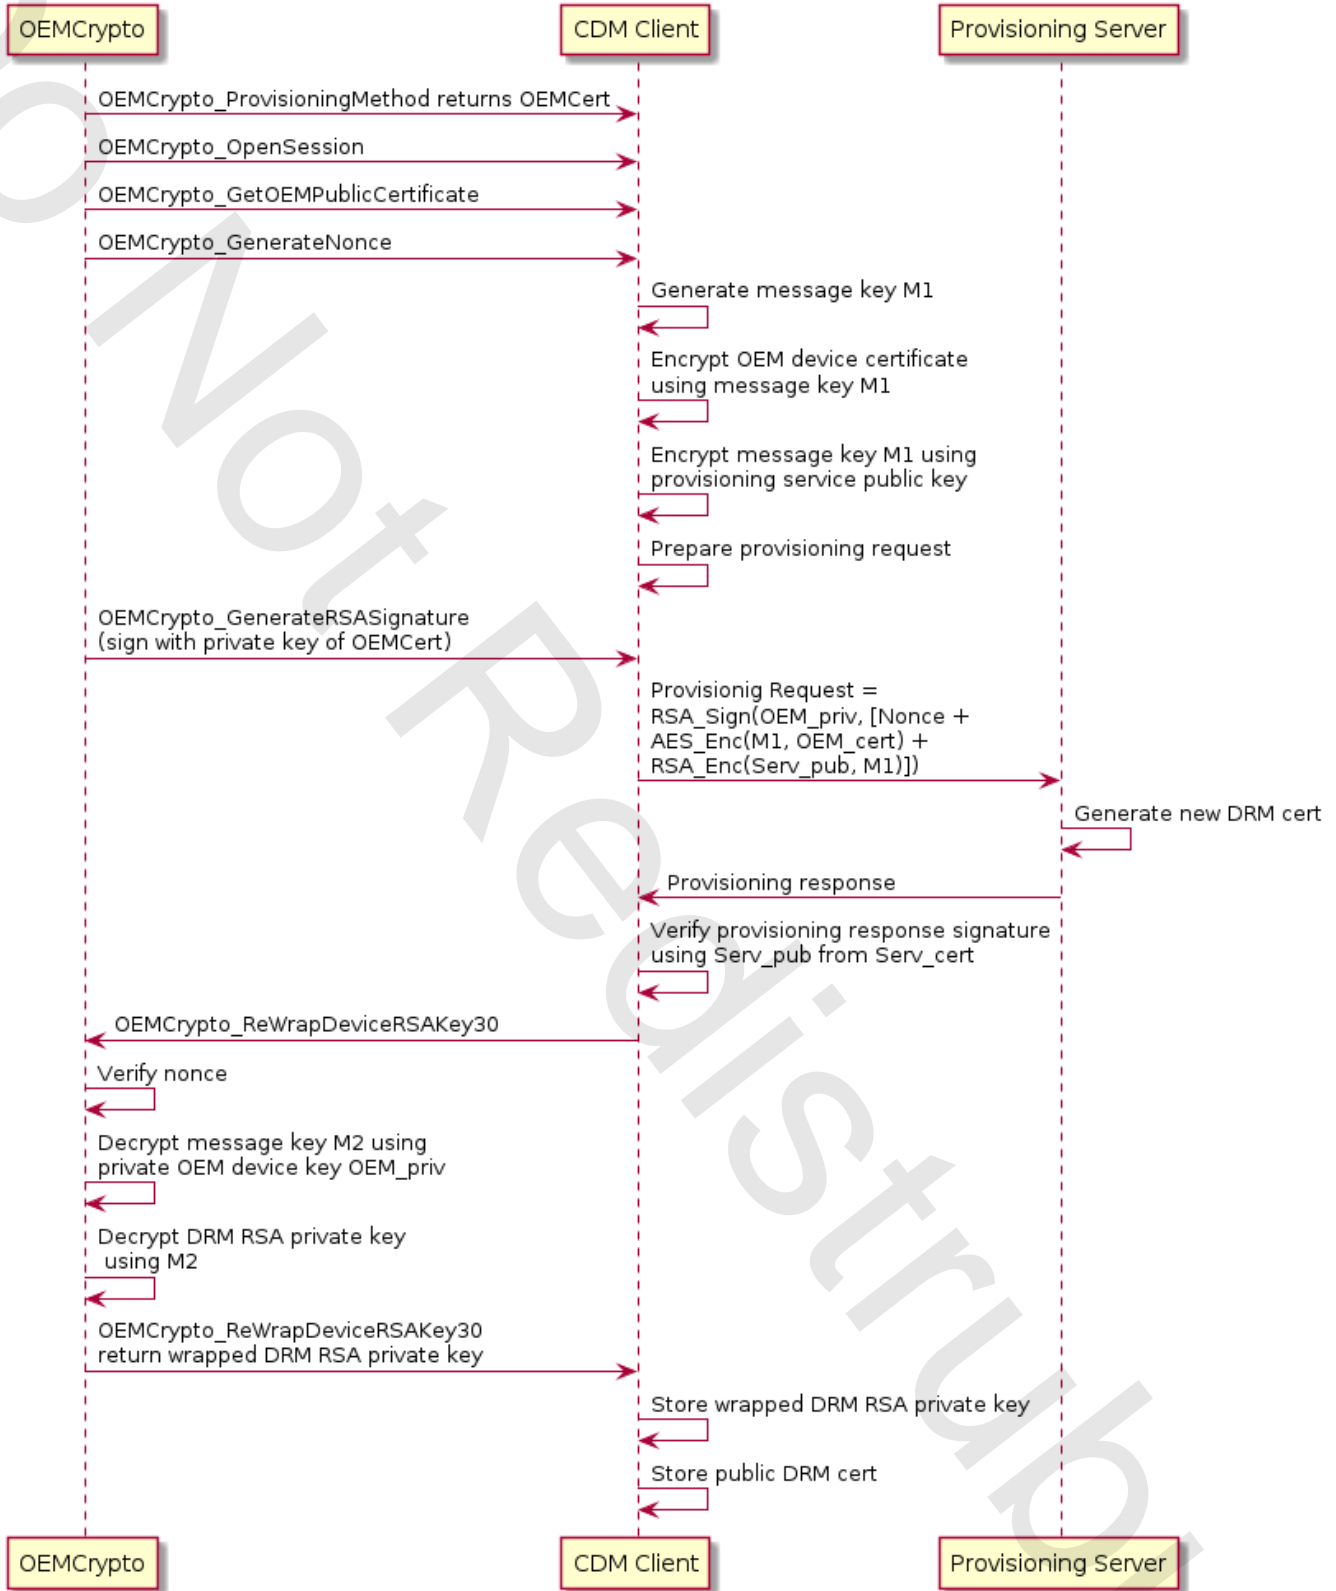 OEMCrypto
CDM Client
Provisioning Server
OEMCrypto_ProvisioningMethod returns OEMCert
OEMCrypto_OpenSession
OEMCrypto_GetOEMPublicCertificate
OEMCrypto_GenerateNonce
Generate message key M1
Encrypt OEM device certificate
using message key M1
Encrypt message key M1 using
provisioning service public key
Prepare provisioning request
OEMCrypto_GenerateRSASignature
(sign with private key of OEMCert)
Provisionig Request =
RSA_Sign(OEM_priv, [Nonce +
AES_Enc(M1, OEM_cert) +
RSA_Enc(Serv_pub, M1)])
Generate new DRM cert
Provisioning response
Verify provisioning response signature
using Serv_pub from Serv_cert
OEMCrypto_ReWrapDeviceRSAKey30
Verify nonce
Decrypt message key M2 using
private OEM device key OEM_priv
Decrypt DRM RSA private key
using M2
OEMCrypto_ReWrapDeviceRSAKey30
return wrapped DRM RSA private key
Store wrapped DRM RSA private key
Store public DRM cert
OEMCrypto
CDM Client
Provisioning Server
Not